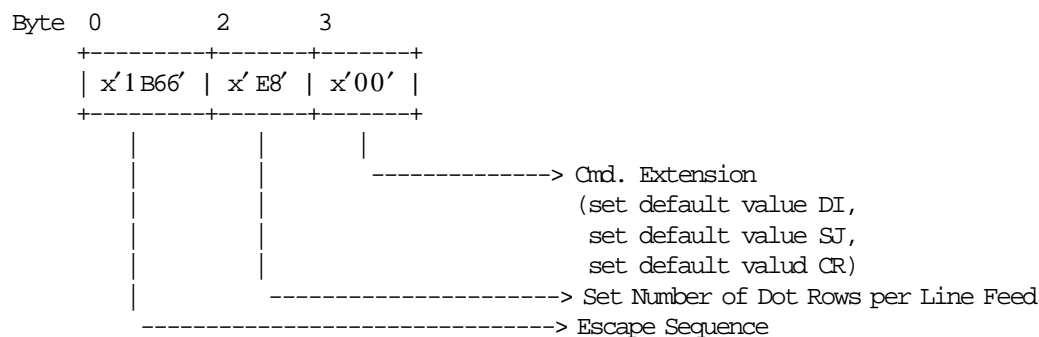 Byte 0 2 3
+---------+-------+-------+
| x′1B66′ | x′E8′ | x′00′ |
+---------+-------+-------+
| | |
| | --------------> Cmd. Extension
| | (set default value DI,
| | set default value SJ,
| | set default valud CR)
| ----------------------> Set Number of Dot Rows per Line Feed
--------------------------------> Escape Sequence